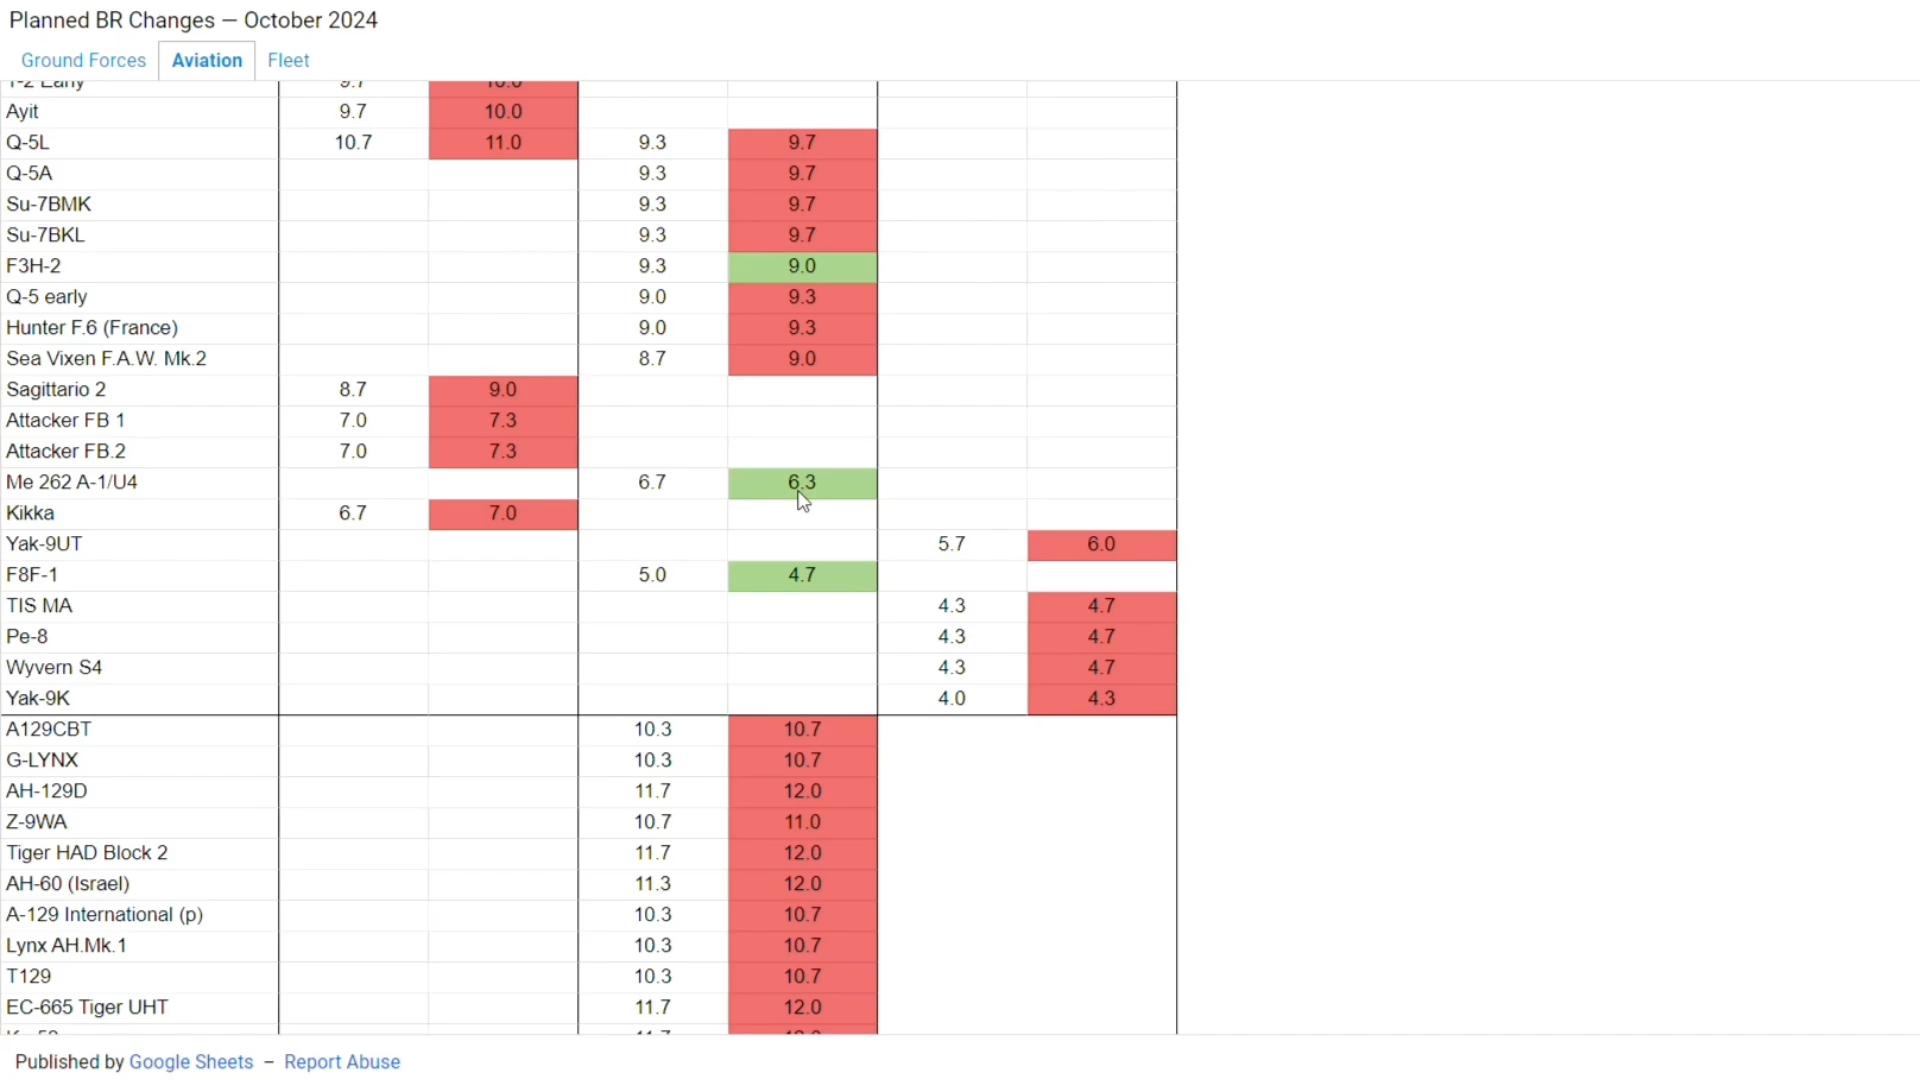 Planned BR Changes — October 2024
Ground Forces Aviation Fleet
T-2 Early 9.7 10.0
Ayit 9.7 10.0
Q-5L 10.7 11.0 9.3 9.7
Q-5A 9.3 9.7
Su-7BMK 9.3 9.7
Su-7BKL 9.3 9.7
F3H-2 9.3 9.0
Q-5 early 9.0 9.3
Hunter F.6 (France) 9.0 9.3
Sea Vixen F.A.W. Mk.2 8.7 9.0
Sagittario 2 8.7 9.0
Attacker FB 1 7.0 7.3
Attacker FB.2 7.0 7.3
Me 262 A-1/U4 6.7 6.3
Kikka 6.7 7.0
Yak-9UT 5.7 6.0
F8F-1 5.0 4.7
TIS MA 4.3 4.7
Pe-8 4.3 4.7
Wyvern S4 4.3 4.7
Yak-9K 4.0 4.3
A129CBT 10.3 10.7
G-LYNX 10.3 10.7
AH-129D 11.7 12.0
Z-9WA 10.7 11.0
Tiger HAD Block 2 11.7 12.0
AH-60 (Israel) 11.3 12.0
A-129 International (p) 10.3 10.7
Lynx AH.Mk.1 10.3 10.7
T129 10.3 10.7
EC-665 Tiger UHT 11.7 12.0
Published by Google Sheets – Report Abuse